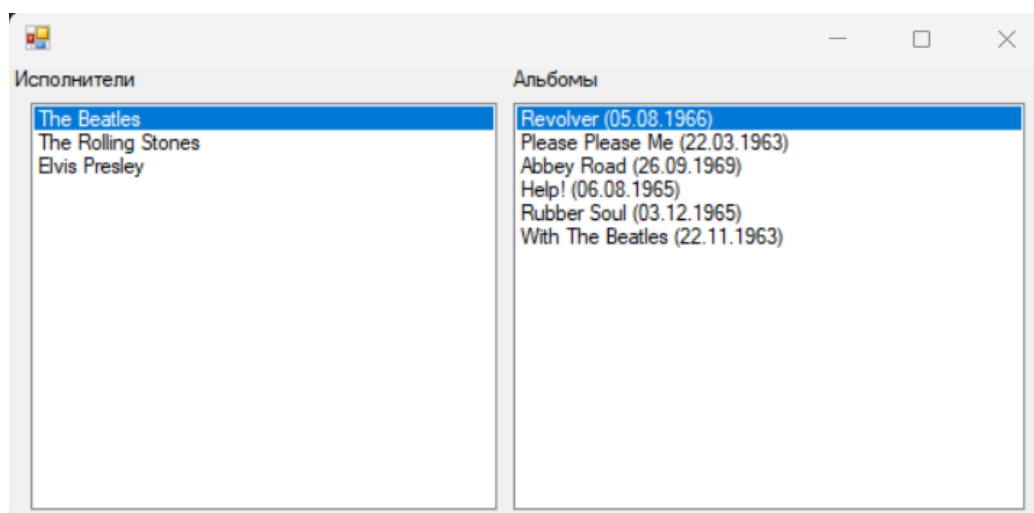 Исполнители
The Beatles
The Rolling Stones
Elvis Presley
Альбомы
Revolver (05.08.1966)
Please Please Me (22.03.1963)
Abbey Road (26.09.1969)
Help! (06.08.1965)
Rubber Soul (03.12.1965)
With The Beatles (22.11.1963)